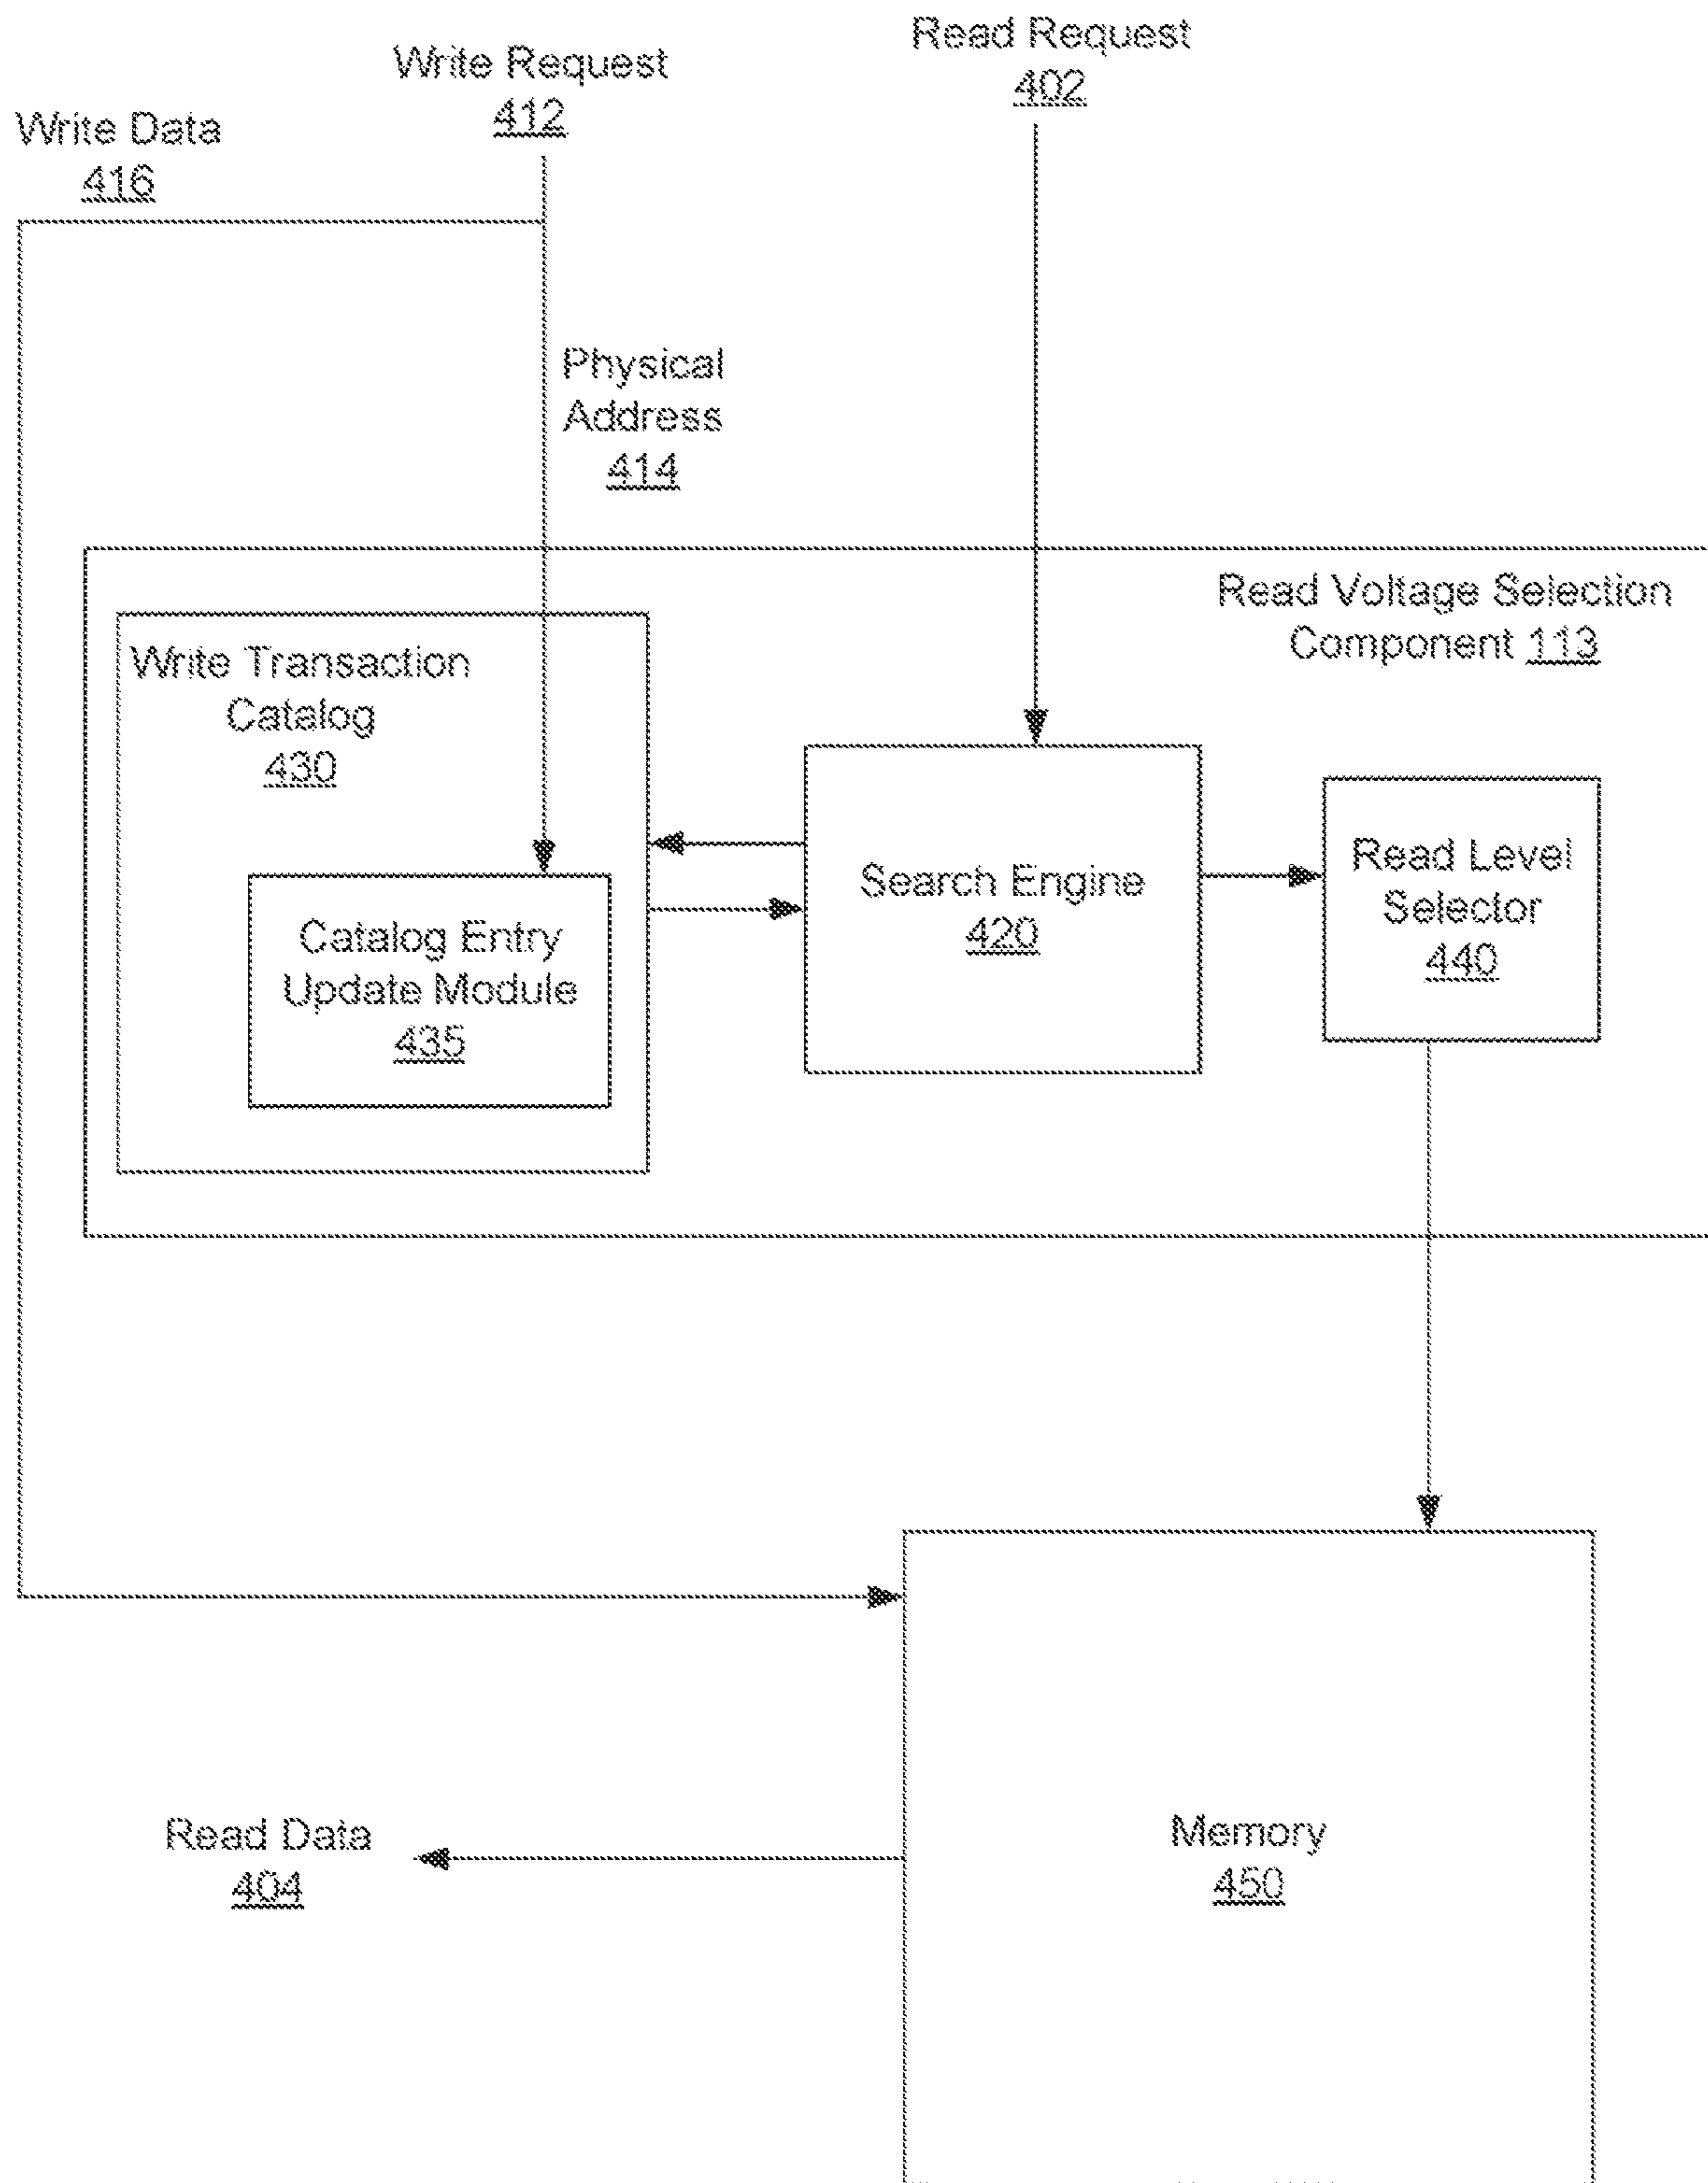 Read Request
402
Write Request
412
Write Data
416
Physical
Address
414
Read Voltage Selection
Component 113
Write Transaction
Catalog
430
Search Engine
420
Read Level
Selector
440
Catalog Entry
Update Module
435
Memory
450
Read Data
404